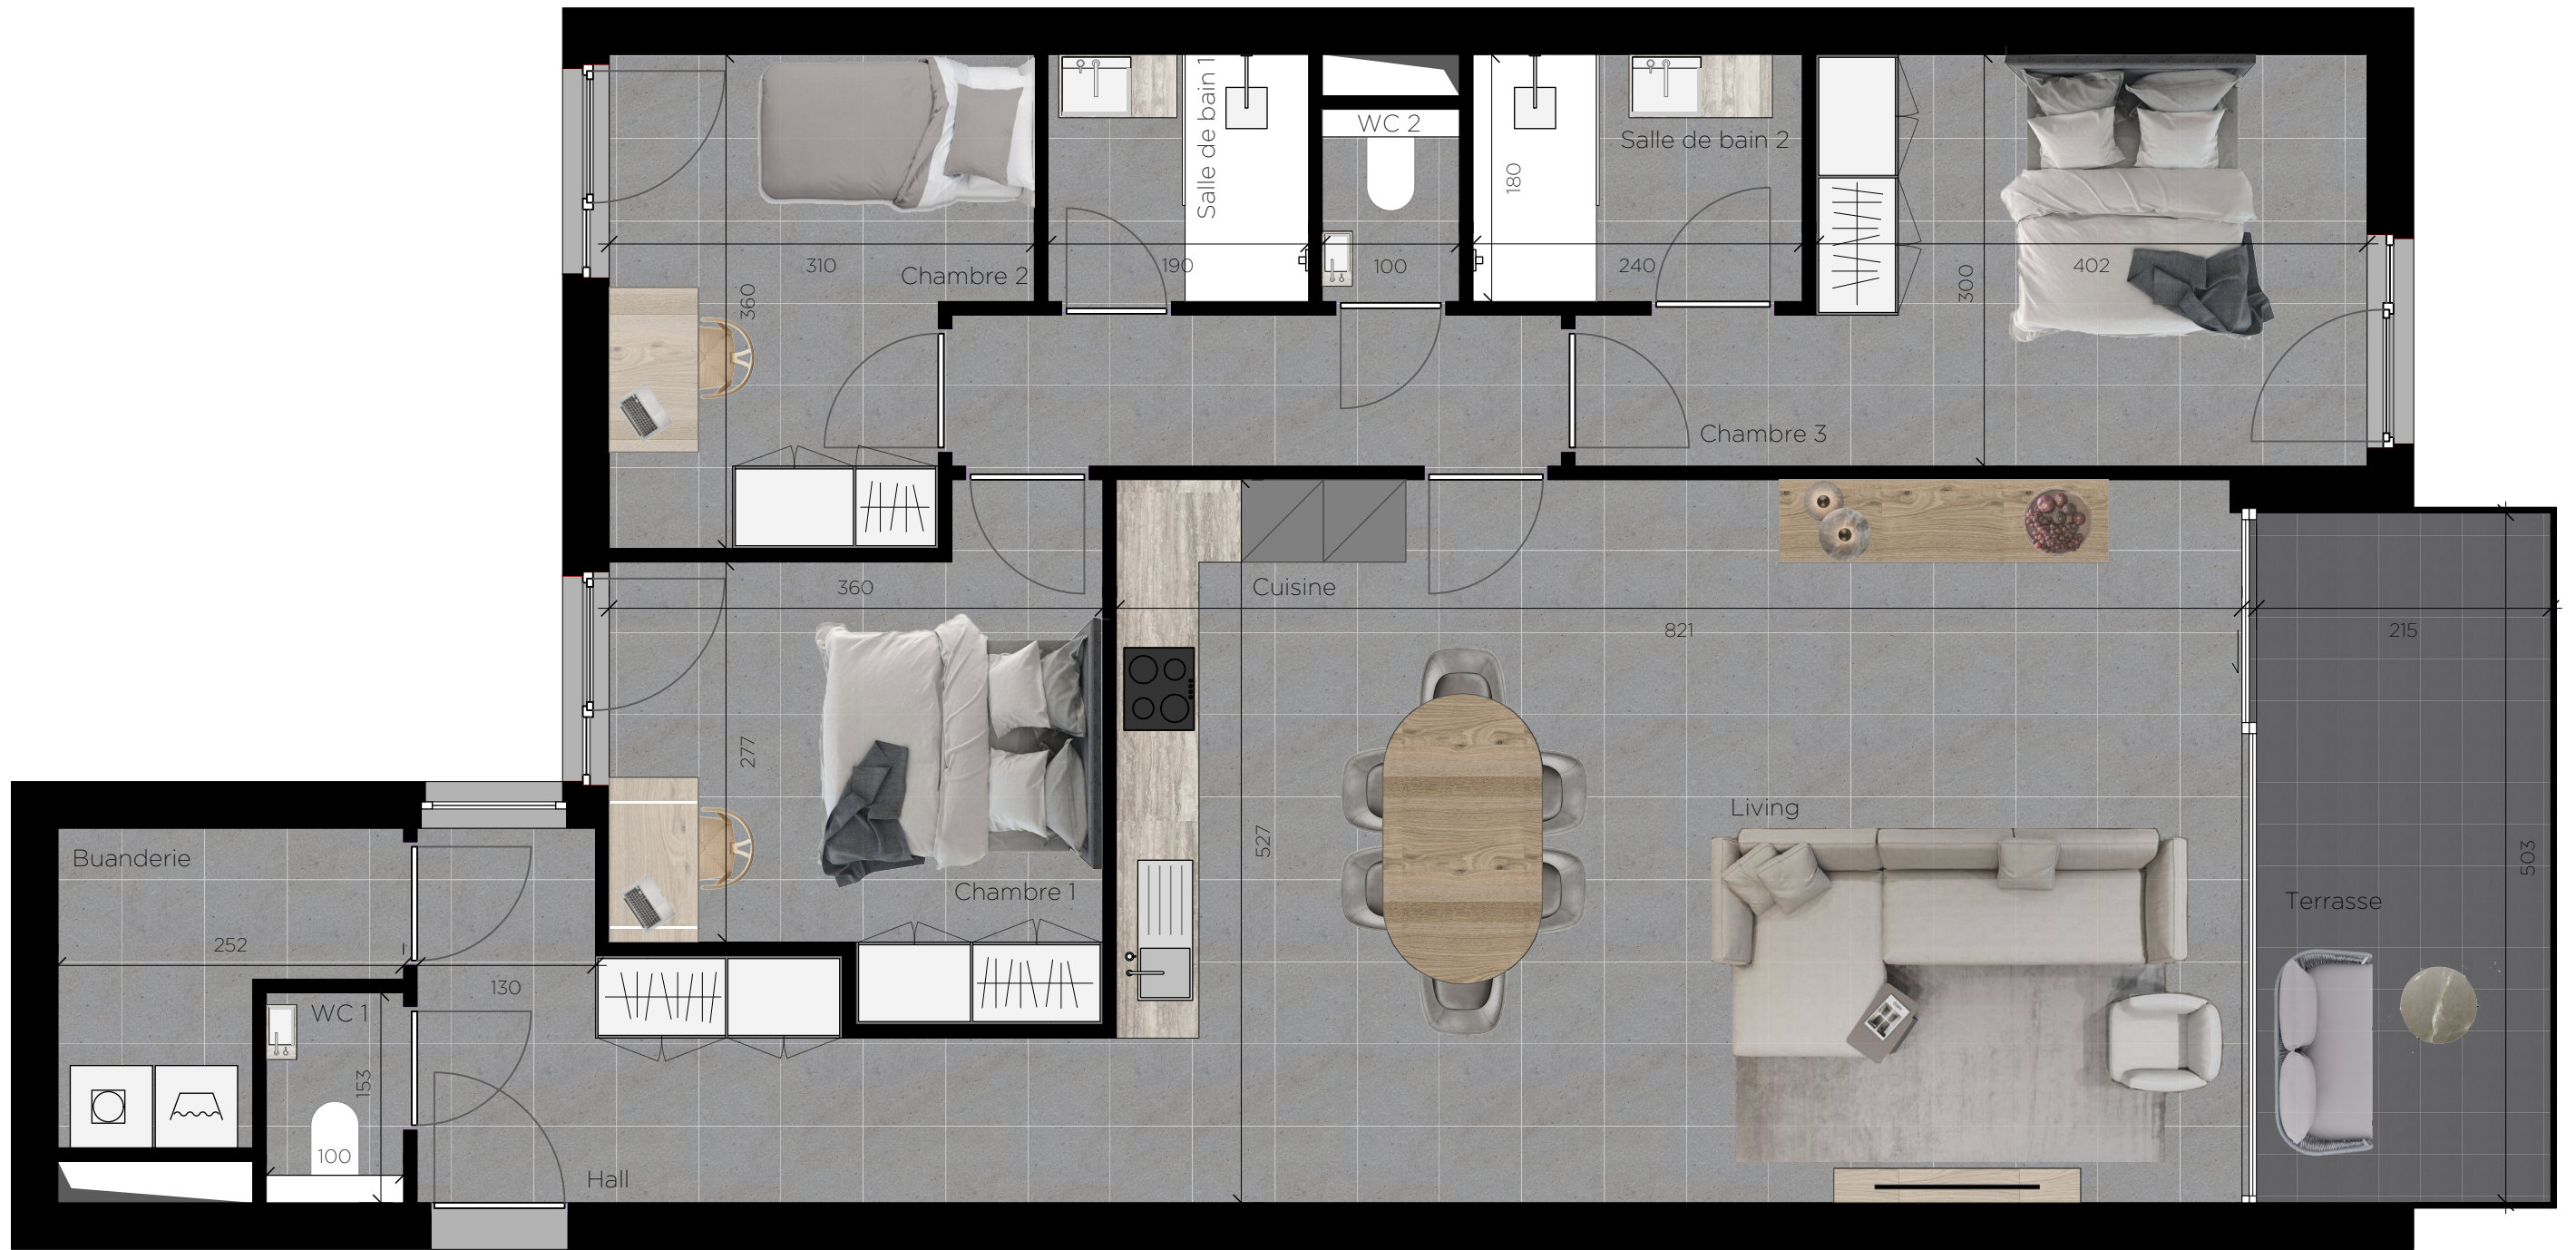 Salle de bain 1
WC 2
Salle de bain 2
180
310
Chambre 2
190
100
240
402
360
300
Chambre 3
360
Cuisine
821
215
277
Living
527
503
Buanderie
Chambre 1
Terrasse
252
130
WC 1
153
100
Hall